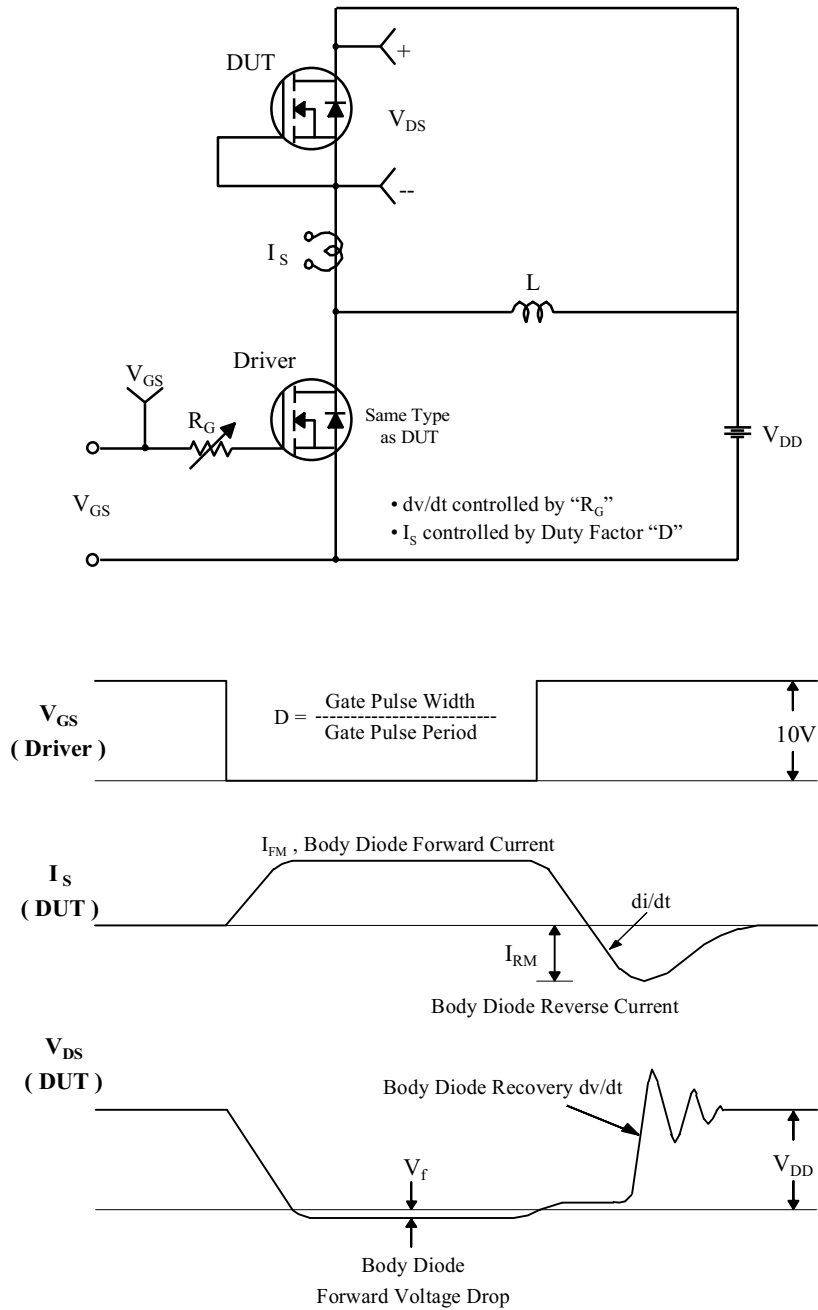 DUT
+
V_DS
--
I_S
L
Driver
V_GS
R_G
Same Type
as DUT
V_DD
V_GS
• dv/dt controlled by “R_G”
• I_S controlled by Duty Factor “D”
V_GS
( Driver )
D = Gate Pulse Width
--------------------------
Gate Pulse Period
10V
I_S
( DUT )
I_FM , Body Diode Forward Current
di/dt
I_RM
Body Diode Reverse Current
V_DS
( DUT )
Body Diode Recovery dv/dt
V_f
V_DD
Body Diode
Forward Voltage Drop